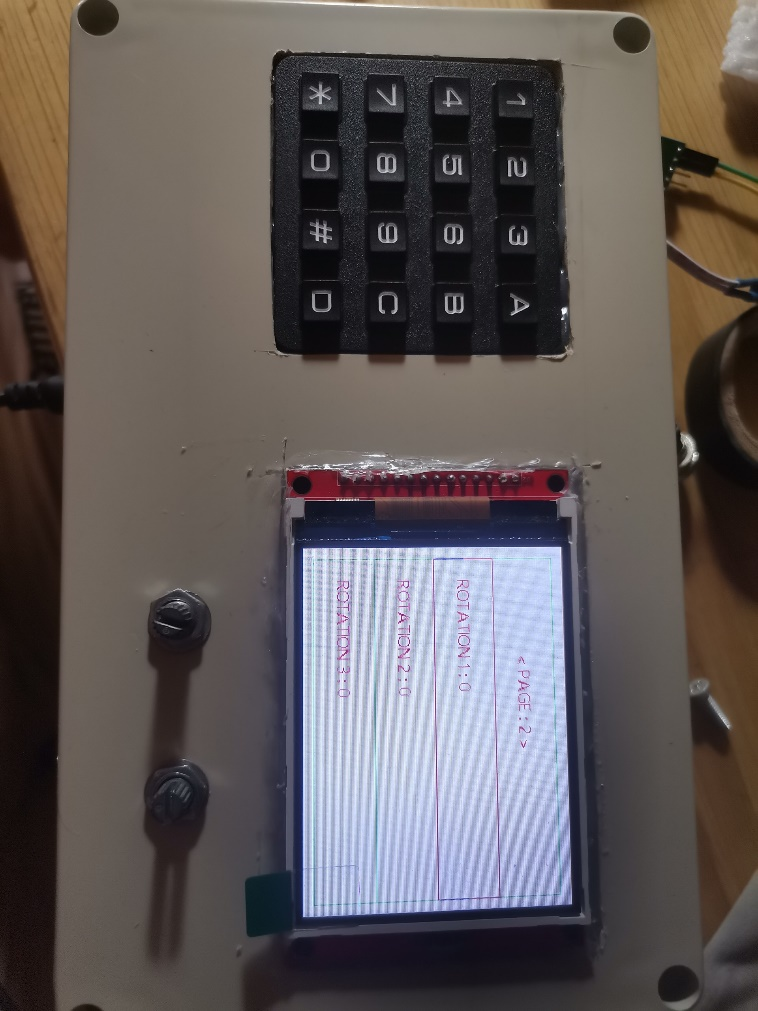 1 2 3 A
4 5 6 B
7 8 9 C
* 0 # D
< PAGE : 2 >
ROTATION 1 : 0
ROTATION 2 : 0
ROTATION 3 : 0